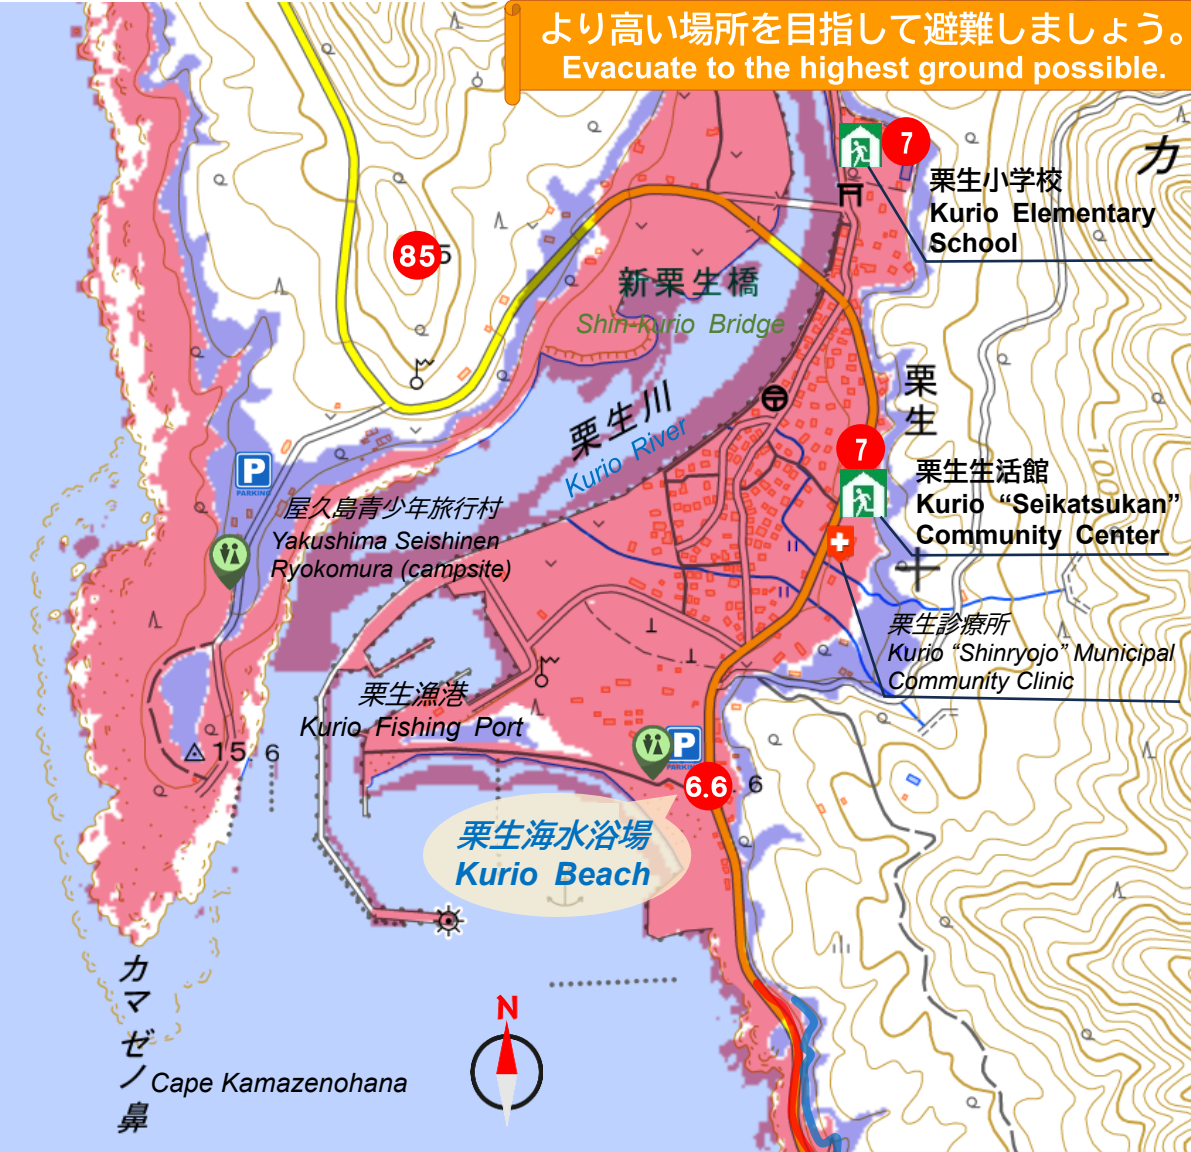 より高い場所を目指して避難しましょう。
Evacuate to the highest ground possible.
7
カ
栗生小学校
Kurio Elementary
School
85
5
新栗生橋
Shin-kurio Bridge
栗生川
Kurio River
栗生
7
栗生生活館
Kurio “Seikatsukan”
Community Center
100
P
PARKING
屋久島青少年旅行村
Yakushima Seishinen
Ryokomura (campsite)
栗生診療所
Kurio “Shinryojo” Municipal
Community Clinic
栗生漁港
Kurio Fishing Port
15.6
P
PARKING
6.6
.6
栗生海水浴場
Kurio Beach
カマゼノ鼻
Cape Kamazenohana
N